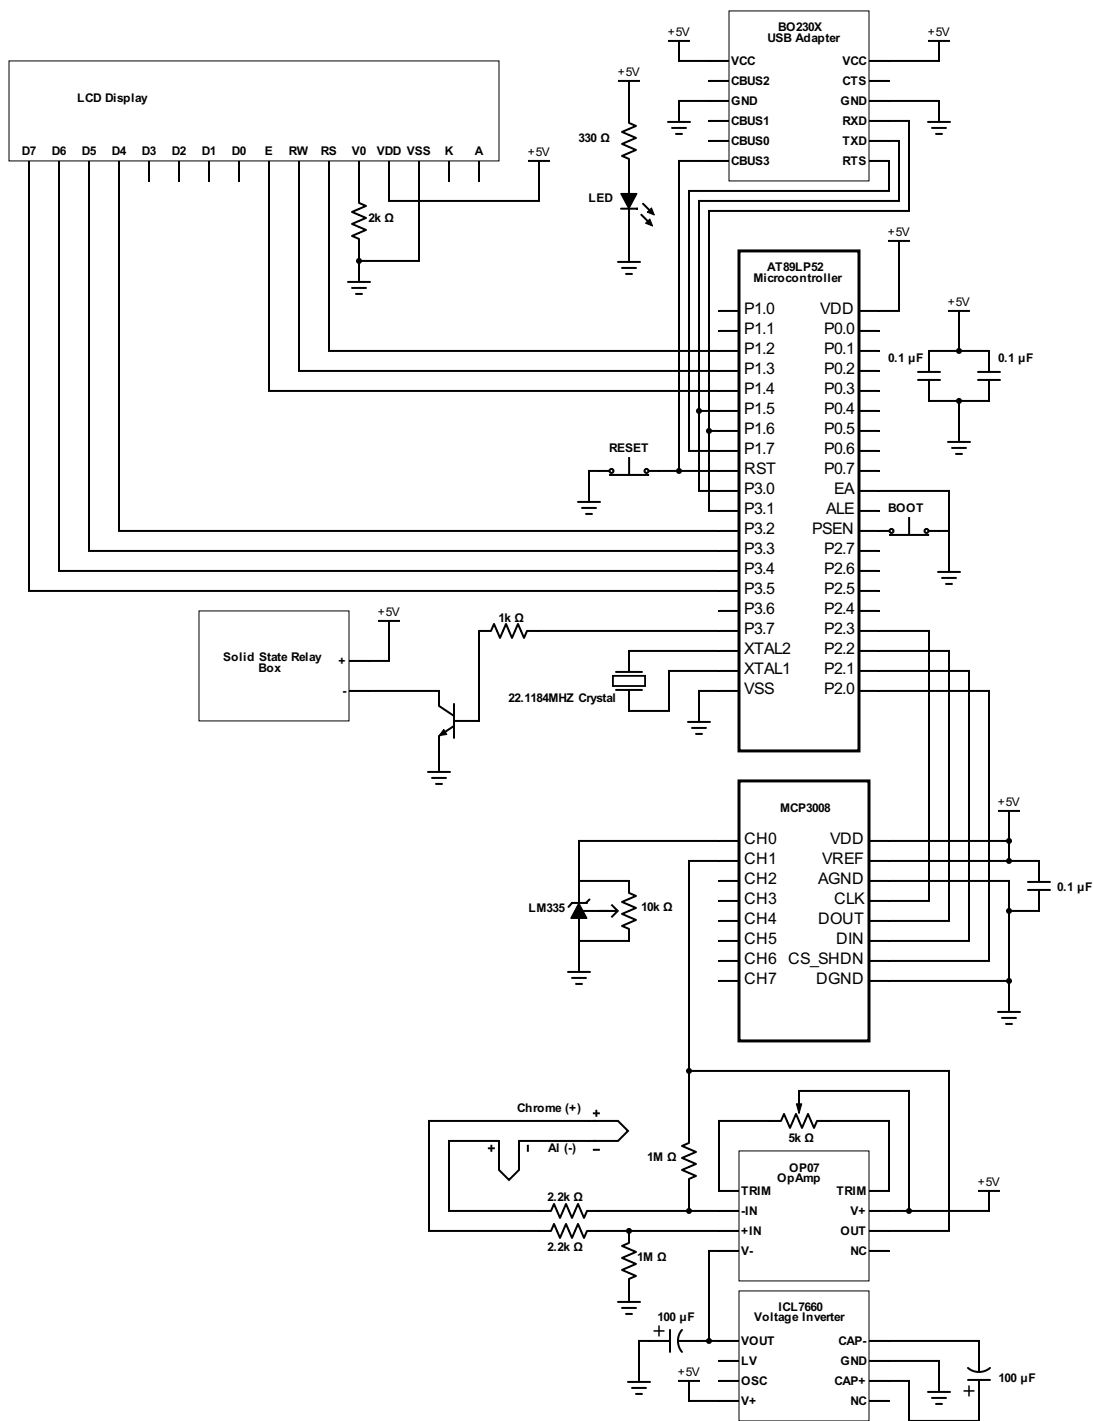 BO230X
USB Adapter
+5V
+5V
VCC
VCC
CBUS2
CTS
GND
GND
CBUS1
RXD
CBUS0
TXD
CBUS3
RTS
LCD Display
D7 D6 D5 D4 D3 D2 D1 D0 E RW RS V0 VDD VSS K A
+5V
2k Ω
+5V
330 Ω
LED
+5V
AT89LP52
Microcontroller
P1.0
VDD
P1.1
P0.0
P1.2
P0.1
P1.3
P0.2
P1.4
P0.3
P1.5
P0.4
P1.6
P0.5
P1.7
P0.6
RST
P0.7
P3.0
EA
P3.1
ALE
P3.2
PSEN
P3.3
P2.7
P3.4
P2.6
P3.5
P2.5
P3.6
P2.4
P3.7
P2.3
XTAL2
P2.2
XTAL1
P2.1
VSS
P2.0
+5V
0.1 µF
0.1 µF
RESET
BOOT
1k Ω
+5V
Solid State Relay
Box
+
-
22.1184MHZ Crystal
MCP3008
+5V
CH0
VDD
CH1
VREF
CH2
AGND
CH3
CLK
CH4
DOUT
CH5
DIN
CH6
CS_SHDN
CH7
DGND
0.1 µF
LM335
10k Ω
Chrome (+)
+
+
−
Al (-)
−
1M Ω
5k Ω
OP07
OpAmp
TRIM
TRIM
-IN
V+
+IN
OUT
V-
NC
+5V
2.2k Ω
2.2k Ω
1M Ω
ICL7660
Voltage Inverter
VOUT
CAP-
LV
GND
OSC
CAP+
V+
NC
100 µF
+
+5V
100 µF
+